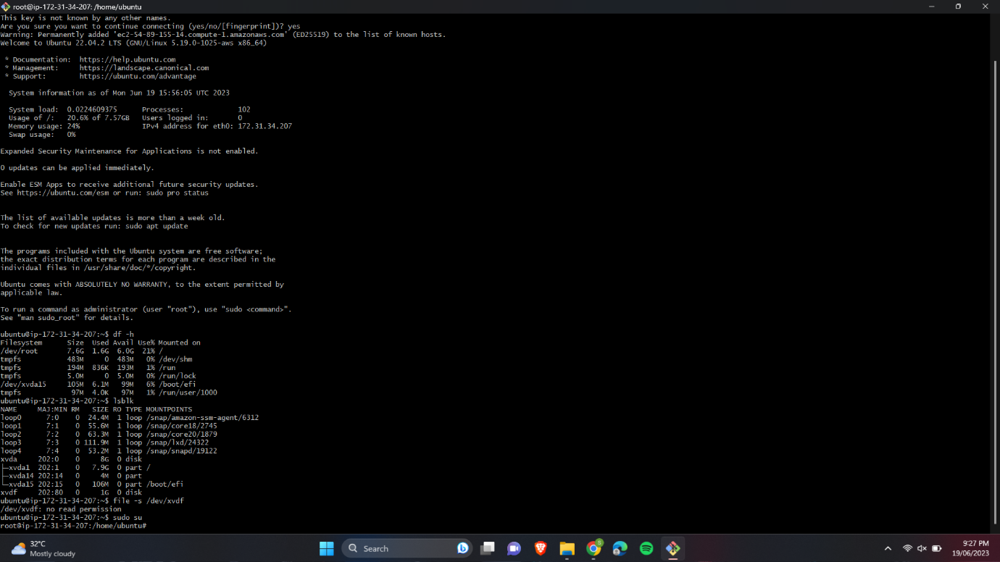 root@ip-172-31-34-207: /home/ubuntu
This key is not known by any other names.
Are you sure you want to continue connecting (yes/no/[fingerprint])? yes
Warning: Permanently added 'ec2-54-89-155-14.compute-1.amazonaws.com' (ED25519) to the list of known hosts.
Welcome to Ubuntu 22.04.2 LTS (GNU/Linux 5.19.0-1025-aws x86_64)
* Documentation:  https://help.ubuntu.com
* Management:     https://landscape.canonical.com
* Support:        https://ubuntu.com/advantage
System information as of Mon Jun 19 15:56:05 UTC 2023
System load:  0.0224609375      Processes:             102
Usage of /:   20.6% of 7.57GB   Users logged in:       0
Memory usage: 24%               IPv4 address for eth0: 172.31.34.207
Swap usage:   0%
Expanded Security Maintenance for Applications is not enabled.
0 updates can be applied immediately.
Enable ESM Apps to receive additional future security updates.
See https://ubuntu.com/esm or run: sudo pro status
The list of available updates is more than a week old.
To check for new updates run: sudo apt update
The programs included with the Ubuntu system are free software;
the exact distribution terms for each program are described in the
individual files in /usr/share/doc/*/copyright.
Ubuntu comes with ABSOLUTELY NO WARRANTY, to the extent permitted by
applicable law.
To run a command as administrator (user "root"), use "sudo <command>".
See "man sudo_root" for details.
ubuntu@ip-172-31-34-207:~$ df -h
Filesystem      Size  Used Avail Use% Mounted on
/dev/root       7.6G  1.6G  6.0G  21% /
tmpfs           483M     0  483M   0% /dev/shm
tmpfs           194M  836K  193M   1% /run
tmpfs           5.0M     0  5.0M   0% /run/lock
/dev/xvda15     105M  6.1M   99M   6% /boot/efi
tmpfs            97M  4.0K   97M   1% /run/user/1000
ubuntu@ip-172-31-34-207:~$ lsblk
NAME     MAJ:MIN RM   SIZE RO TYPE MOUNTPOINTS
loop0      7:0    0  24.4M  1 loop /snap/amazon-ssm-agent/6312
loop1      7:1    0  55.6M  1 loop /snap/core18/2745
loop2      7:2    0  63.3M  1 loop /snap/core20/1879
loop3      7:3    0 111.9M  1 loop /snap/lxd/24322
loop4      7:4    0  53.2M  1 loop /snap/snapd/19122
xvda     202:0    0     8G  0 disk
├─xvda1  202:1    0   7.9G  0 part /
├─xvda14 202:14   0     4M  0 part
└─xvda15 202:15   0   106M  0 part /boot/efi
xvdf     202:80   0     1G  0 disk
ubuntu@ip-172-31-34-207:~$ file -s /dev/xvdf
/dev/xvdf: no read permission
ubuntu@ip-172-31-34-207:~$ sudo su
root@ip-172-31-34-207:/home/ubuntu#
32°C
Mostly cloudy
Search
9:27 PM
19/06/2023